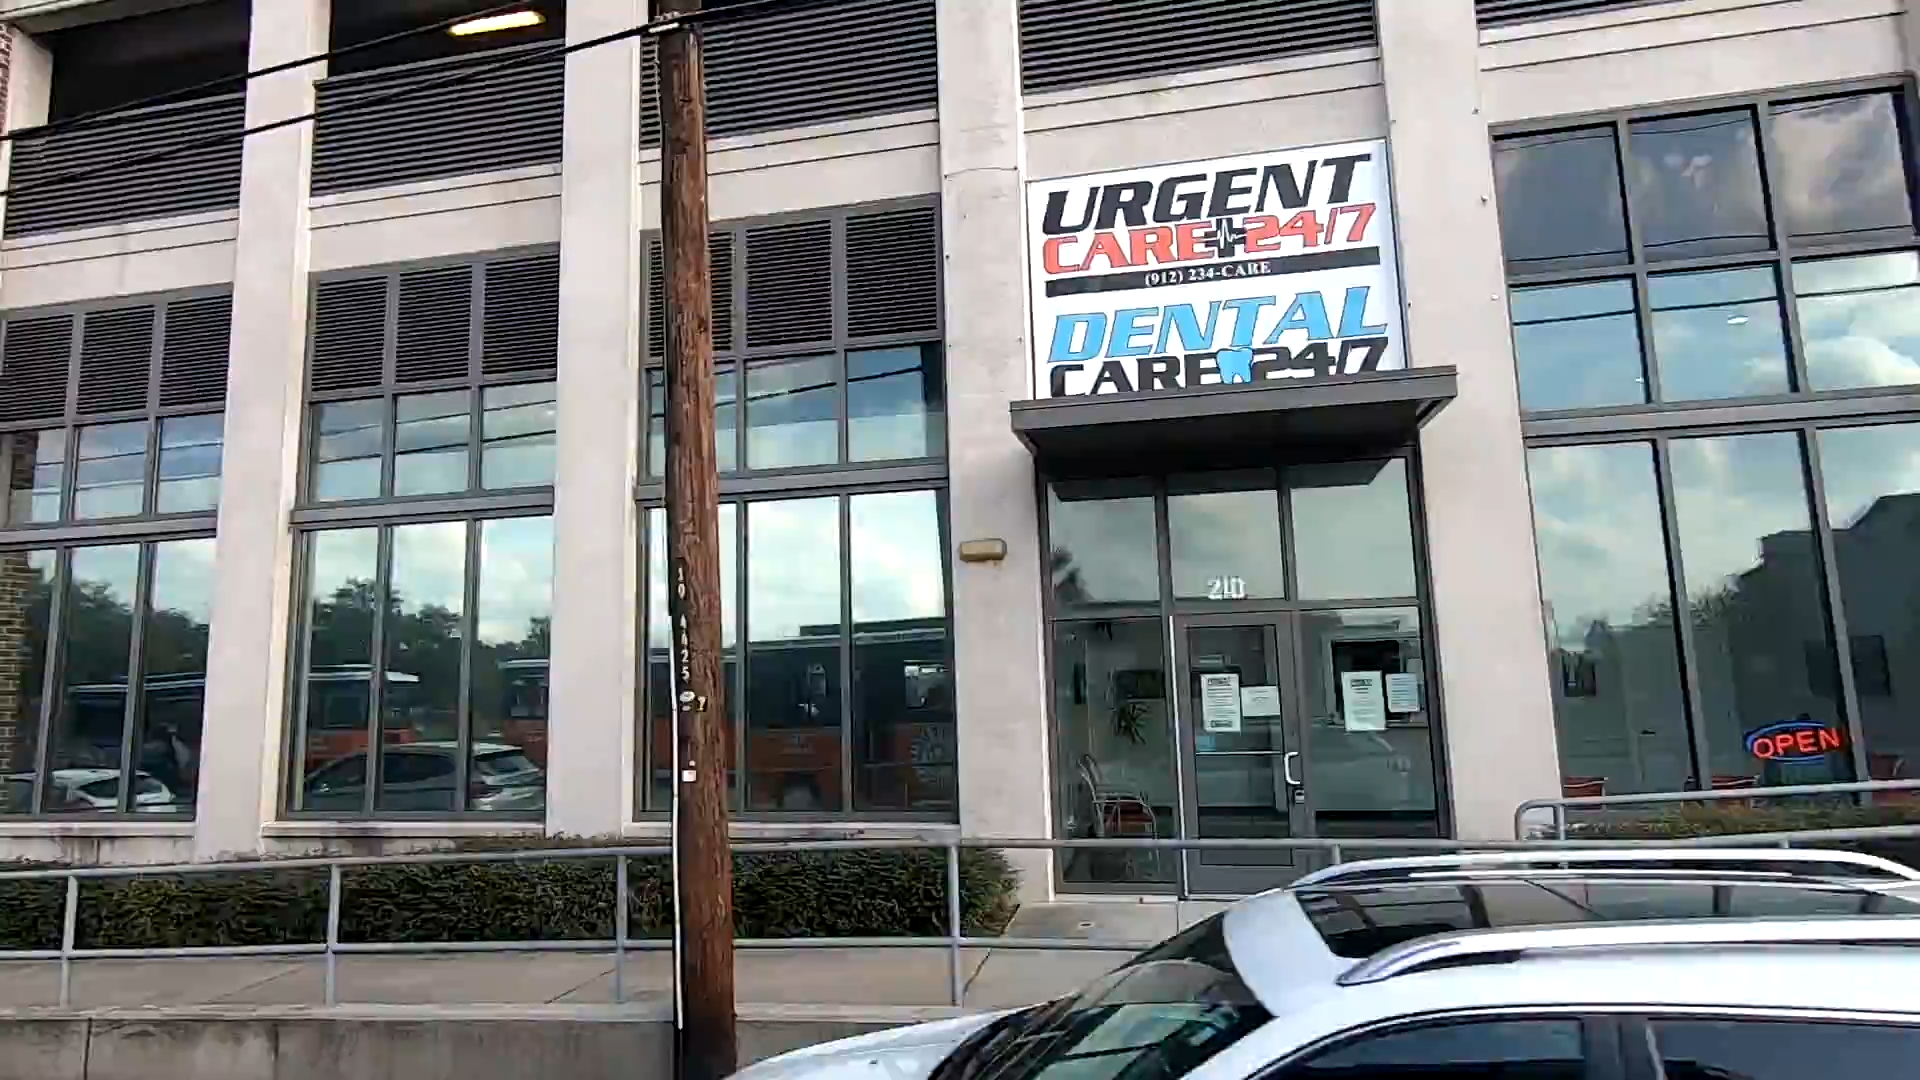 URGENT
CARE 24/7
(912) 234-CARE
DENTAL
CARE 24/7
210
OPEN